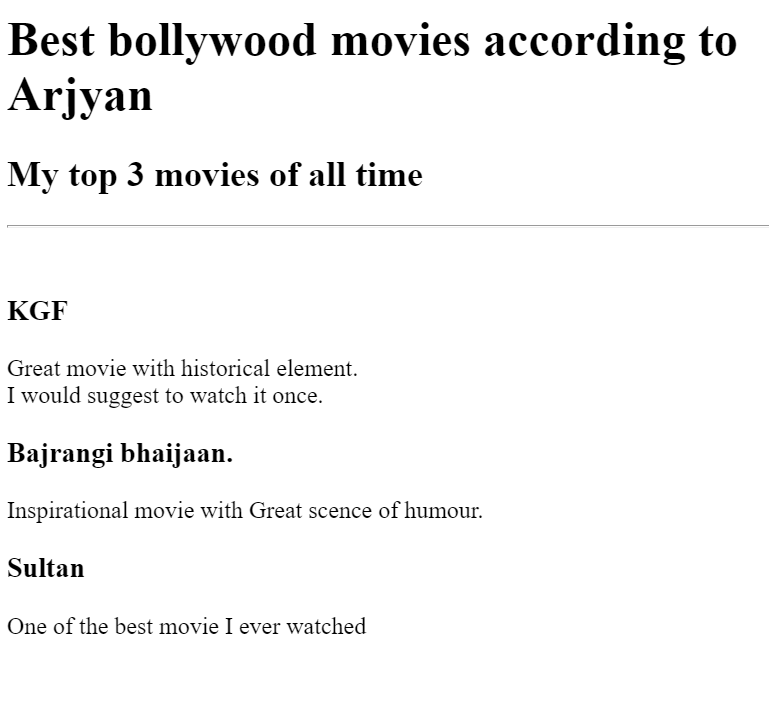 Best bollywood movies according to
Arjyan
My top 3 movies of all time
KGF
Great movie with historical element.
I would suggest to watch it once.
Bajrangi bhaijaan.
Inspirational movie with Great scence of humour.
Sultan
One of the best movie I ever watched